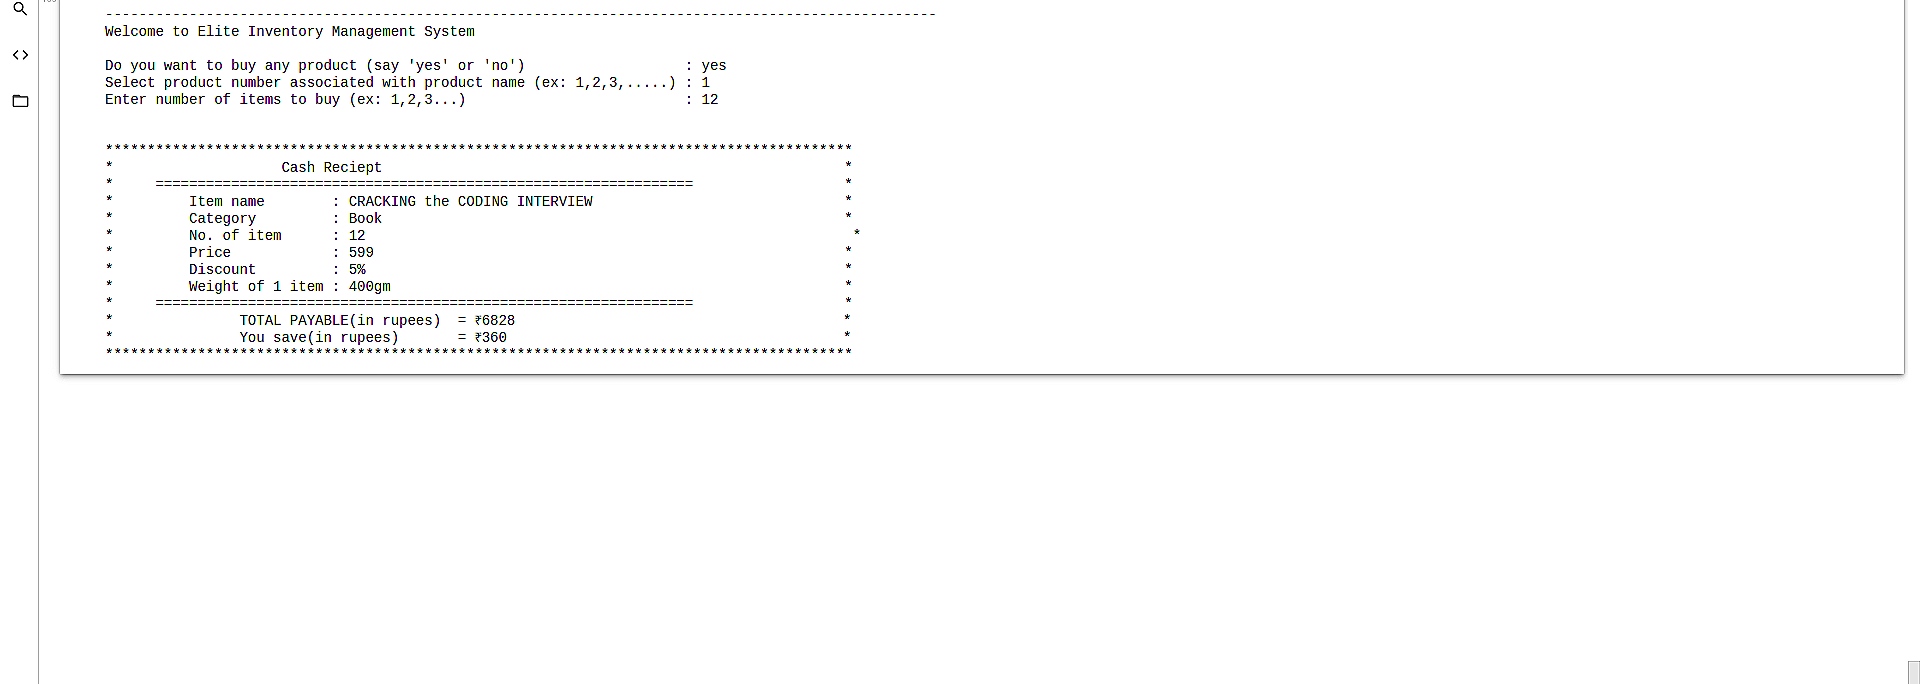 --------------------------------------------------------------------------------------------------- 
Welcome to Elite Inventory Management System
Do you want to buy any product (say 'yes' or 'no')                   : yes
Select product number associated with product name (ex: 1,2,3,.....) : 1
Enter number of items to buy (ex: 1,2,3...)                          : 12
*****************************************************************************************
*                    Cash Reciept                                                       *
*     ================================================================                  *
*         Item name        : CRACKING the CODING INTERVIEW                              *
*         Category         : Book                                                       *
*         No. of item      : 12                                                          *
*         Price            : 599                                                        *
*         Discount         : 5%                                                         *
*         Weight of 1 item : 400gm                                                      *
*     ================================================================                  *
*               TOTAL PAYABLE(in rupees)  = ₹6828                                       *
*               You save(in rupees)       = ₹360                                        *
*****************************************************************************************